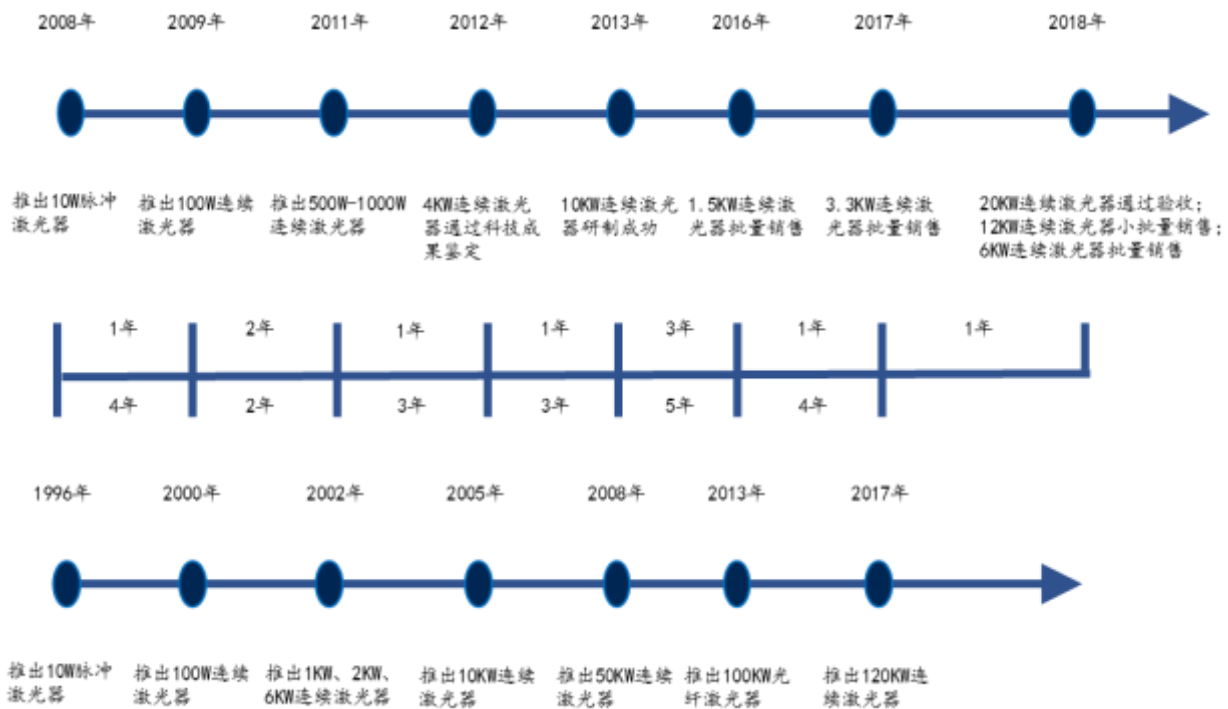 2008年 2009年 2011年 2012年 2013年 2016年 2017年 2018年
推出10W脉冲
激光器
推出100W连续
激光器
推出500W-1000W
连续激光器
4KW连续激光
器通过科技成
果鉴定
10KW连续激光
器研制成功
1.5KW连续激
光器批量销售
3.3KW连续激
光器批量销售
20KW连续激光器通过验收;
12KW连续激光器小批量销售;
6KW连续激光器批量销售
1年 2年 1年 1年 3年 1年 1年
4年 2年 3年 3年 5年 4年
1996年 2000年 2002年 2005年 2008年 2013年 2017年
推出10W脉冲
激光器
推出100W连续
激光器
推出1KW、2KW、
6KW连续激光器
推出10KW连续
激光器
推出50KW连续
激光器
推出100KW光
纤激光器
推出120KW连
续激光器